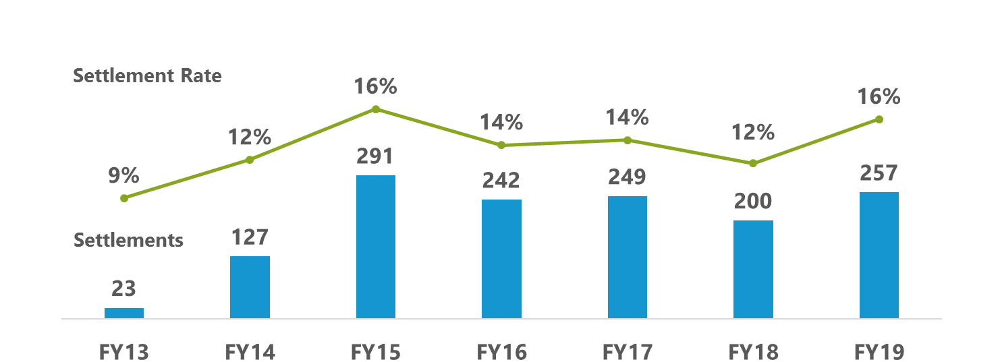 Settlement Rate
9%
12%
16%
14%
14%
12%
16%
Settlements
23
127
291
242
249
200
257
FY13
FY14
FY15
FY16
FY17
FY18
FY19